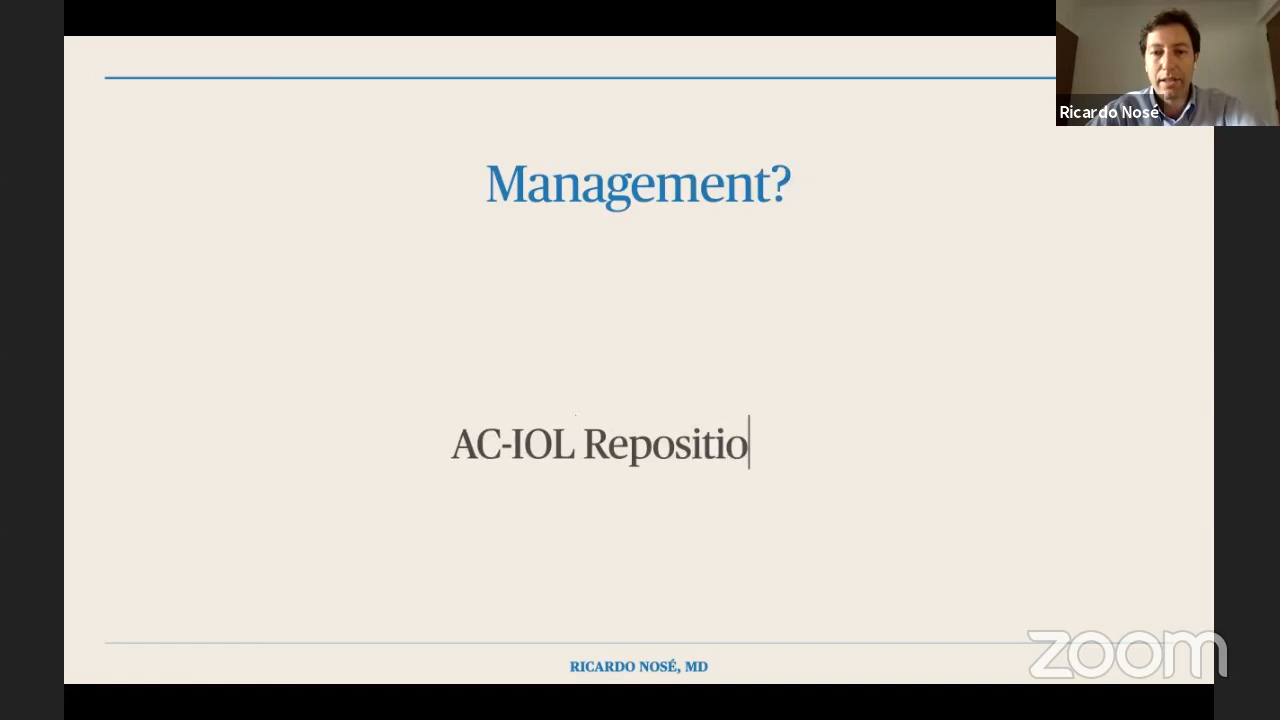 Ricardo Nosé
Management?
AC-IOL Repositio
RICARDO NOSÉ, MD
zoom